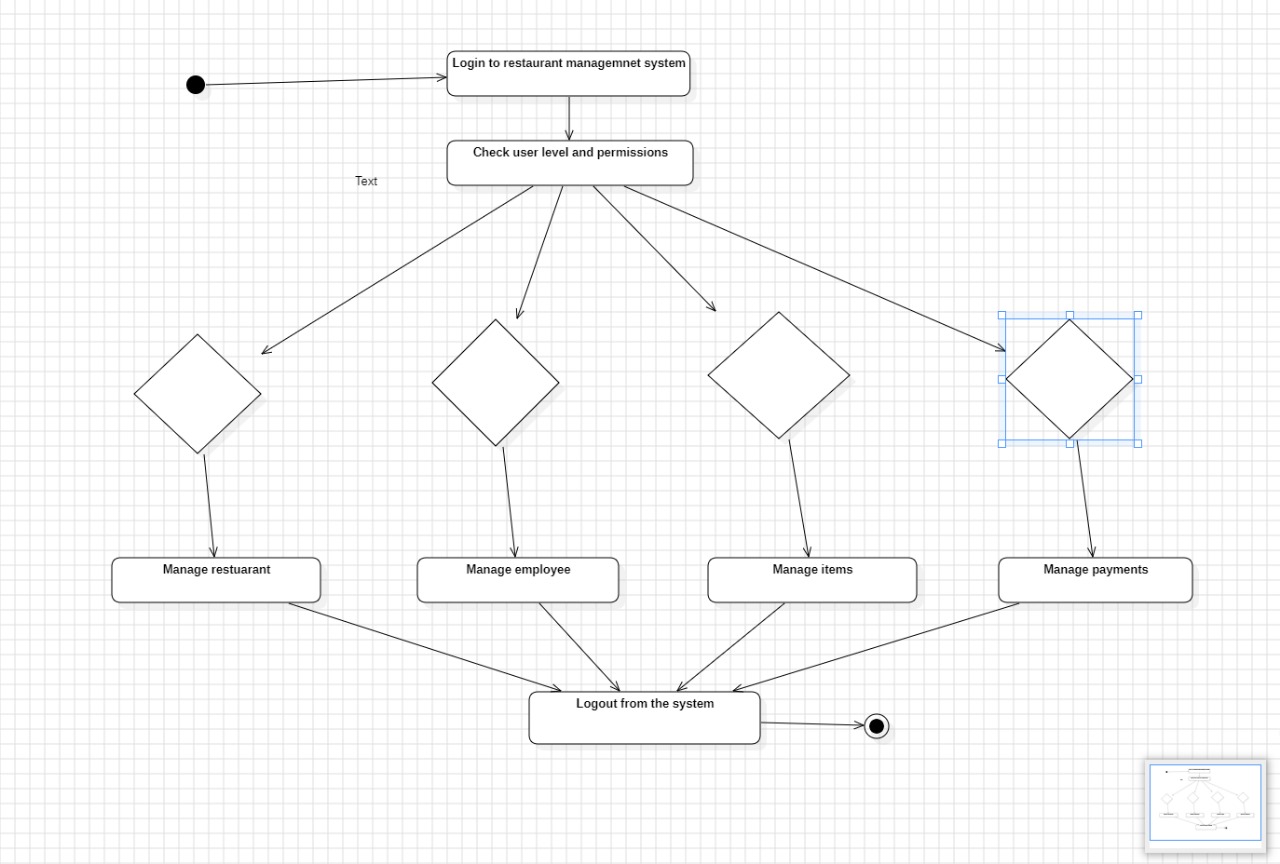 Login to restaurant managemnet system
Check user level and permissions
Text
Manage restuarant
Manage employee
Manage items
Manage payments
Logout from the system